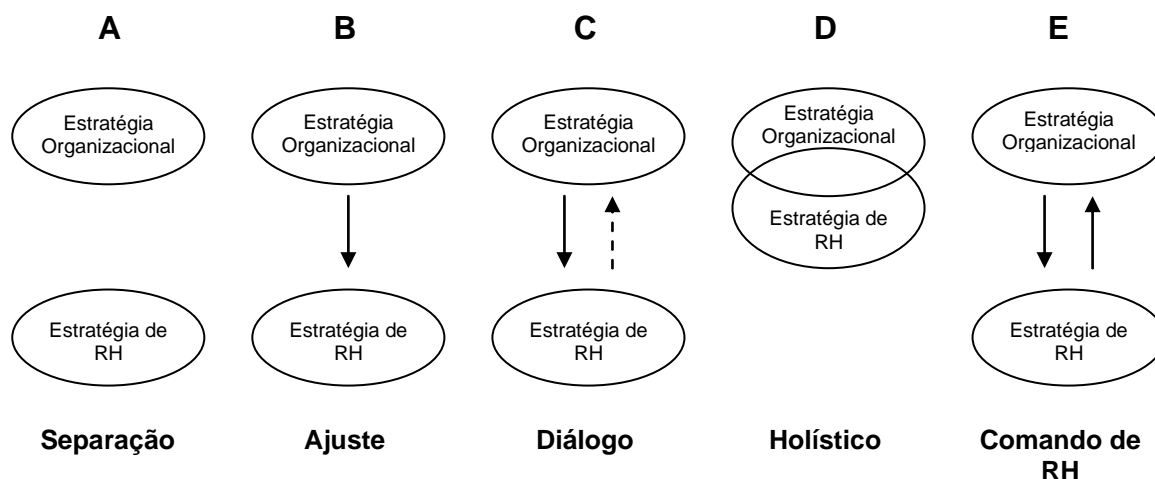 A
B
C
D
E
Estratégia
Organizacional
Estratégia
Organizacional
Estratégia
Organizacional
Estratégia
Organizacional
Estratégia
Organizacional
Estratégia de
RH
Estratégia de
RH
Estratégia de
RH
Estratégia de
RH
Estratégia de
RH
Separação
Ajuste
Diálogo
Holístico
Comando de
RH